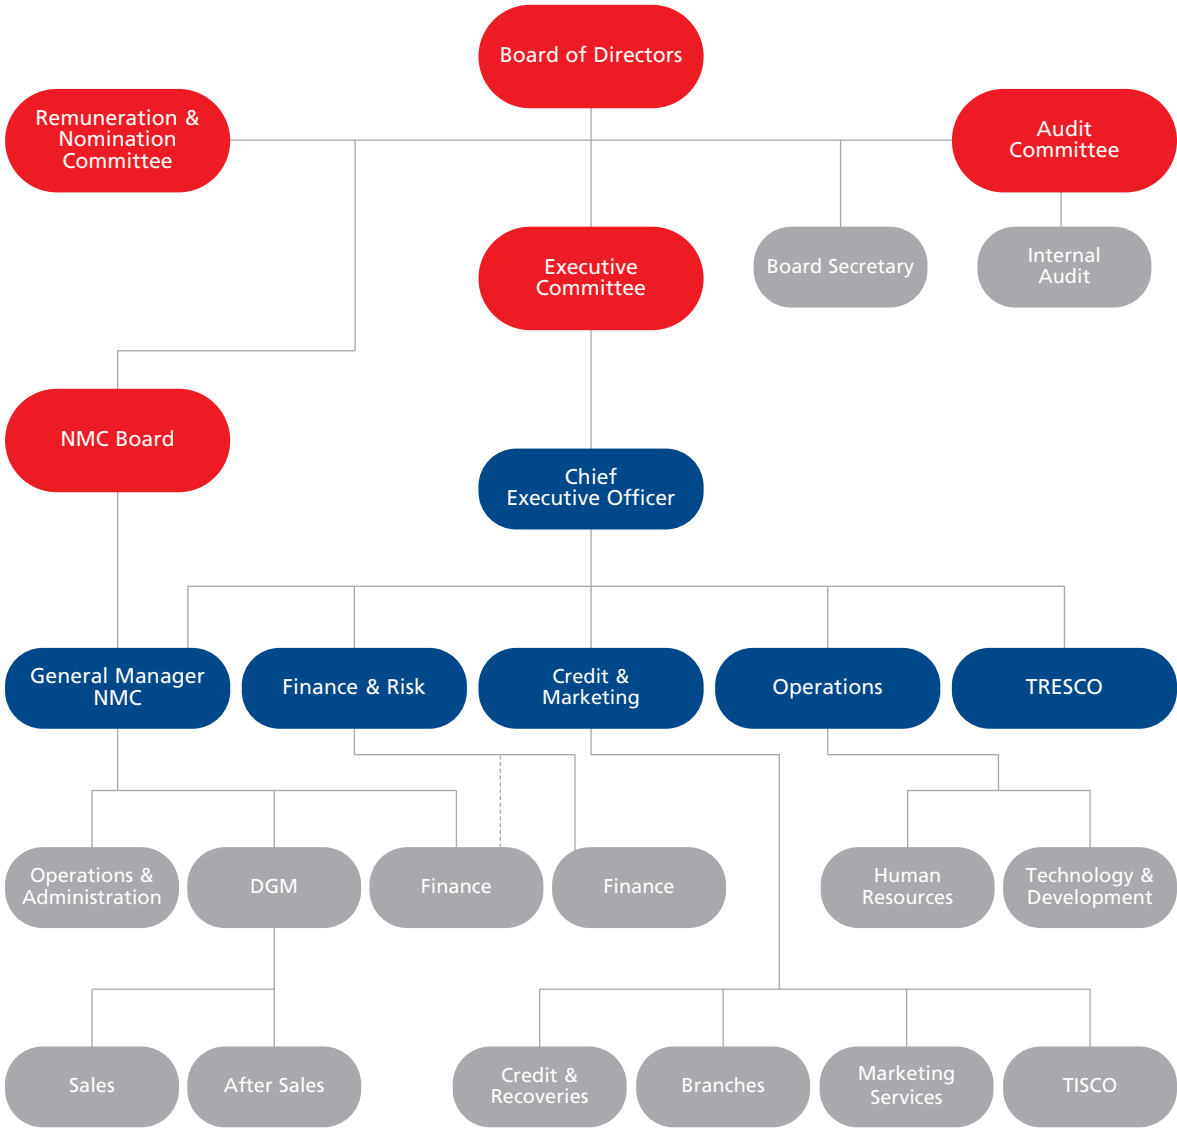 Board of Directors
Remuneration &
Nomination
Committee
Audit
Committee
Executive
Committee
Board Secretary
Internal
Audit
NMC Board
Chief
Executive Officer
General Manager
NMC
Finance & Risk
Credit &
Marketing
Operations
TRESCO
Operations &
Administration
DGM
Finance
Finance
Human
Resources
Technology &
Development
Sales
After Sales
Credit &
Recoveries
Branches
Marketing
Services
TISCO